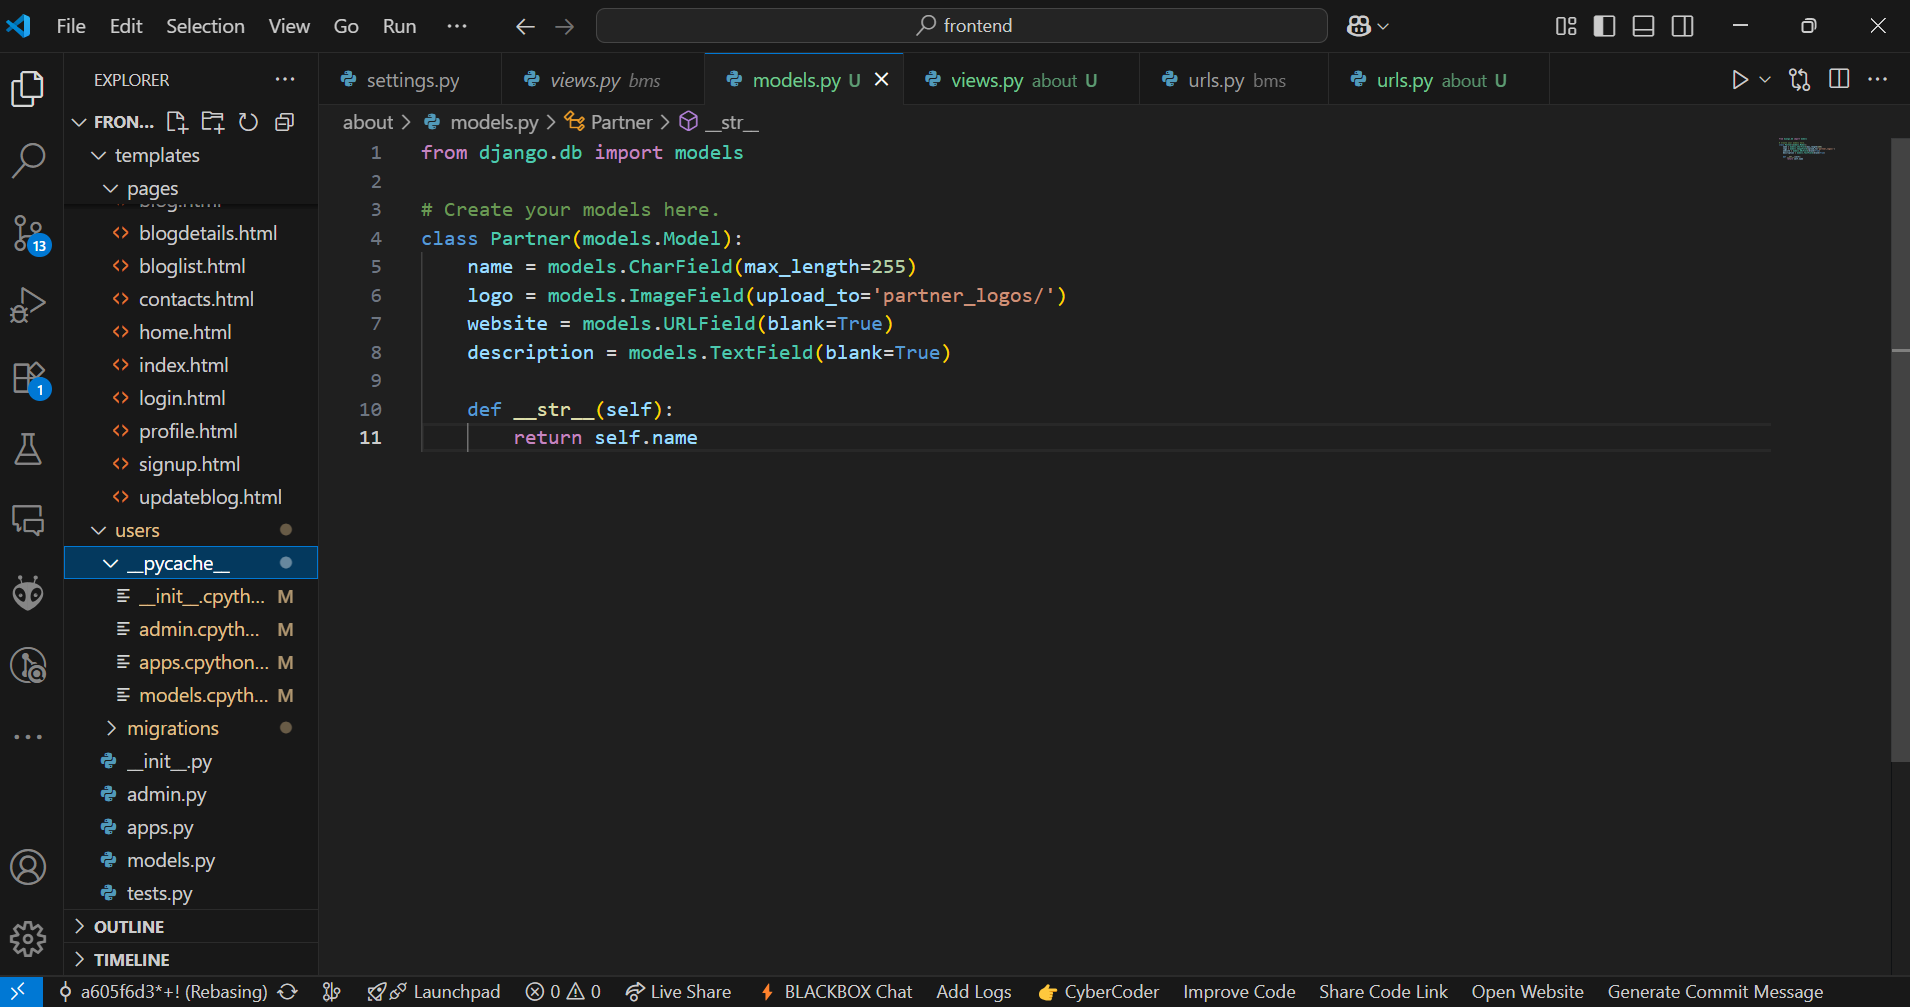 File Edit Selection View Go Run ··· frontend
EXPLORER ···
settings.py
views.py bms
models.py U
views.py about U
urls.py bms
urls.py about U
FRON...
templates
pages
blogdetails.html
bloglist.html
contacts.html
home.html
index.html
login.html
profile.html
signup.html
updateblog.html
users
__pycache__
__init__.cpyth... M
admin.cpyth... M
apps.cpython... M
models.cpyth... M
migrations
__init__.py
admin.py
apps.py
models.py
tests.py
OUTLINE
TIMELINE
13
1
about > models.py > Partner > __str__
1 from django.db import models
2
3 # Create your models here.
4 class Partner(models.Model):
5 name = models.CharField(max_length=255)
6 logo = models.ImageField(upload_to='partner_logos/')
7 website = models.URLField(blank=True)
8 description = models.TextField(blank=True)
9
10 def __str__(self):
11 return self.name
a605f6d3*+! (Rebasing) Launchpad 0 0 Live Share BLACKBOX Chat Add Logs CyberCoder Improve Code Share Code Link Open Website Generate Commit Message